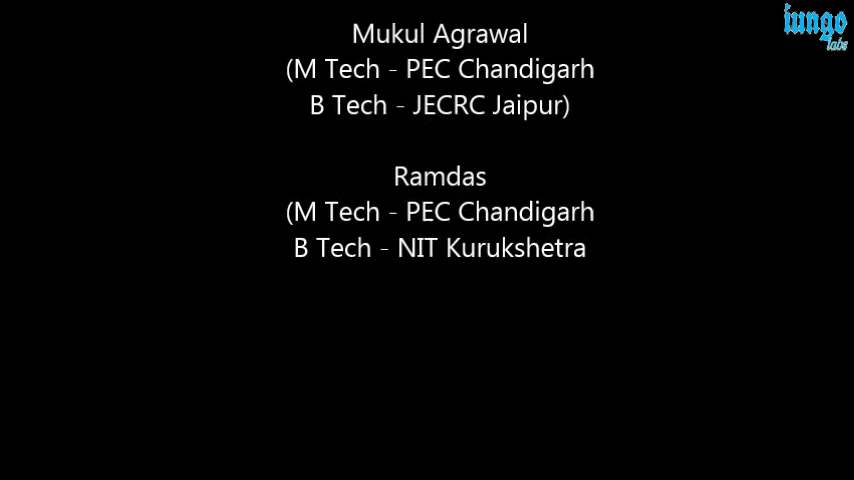 iungo
labs
Mukul Agrawal
(M Tech - PEC Chandigarh
B Tech - JECRC Jaipur)
Ramdas
(M Tech - PEC Chandigarh
B Tech - NIT Kurukshetra